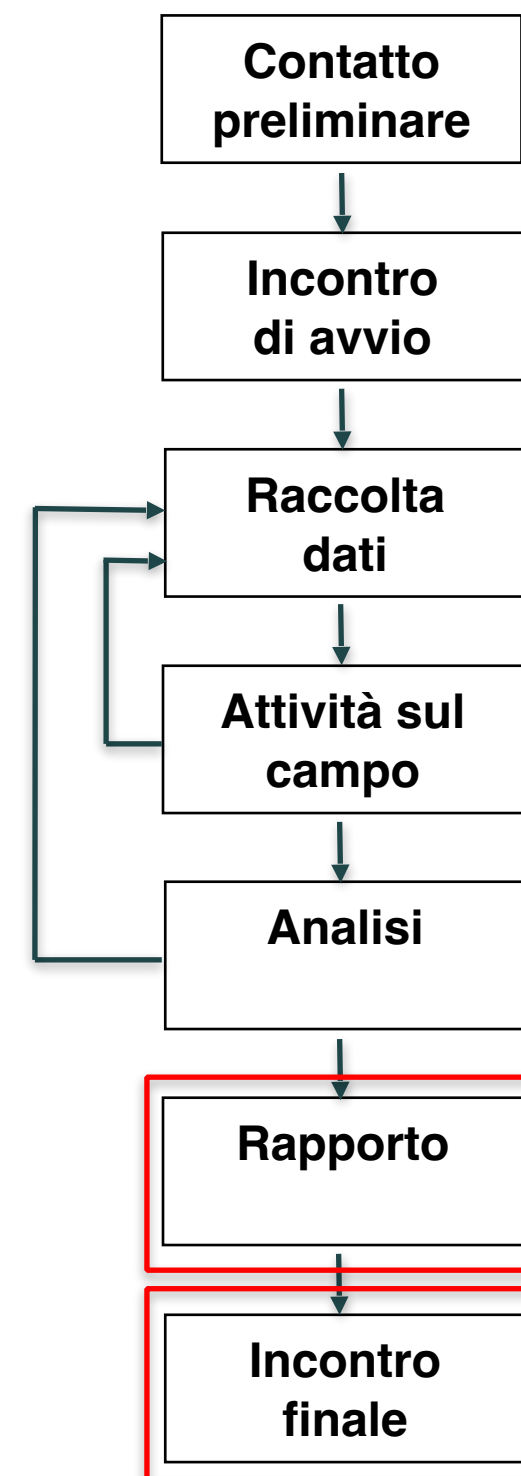 Contatto
preliminare
Incontro
di avvio
Raccolta
dati
Attività sul
campo
Analisi
Rapporto
Incontro
finale